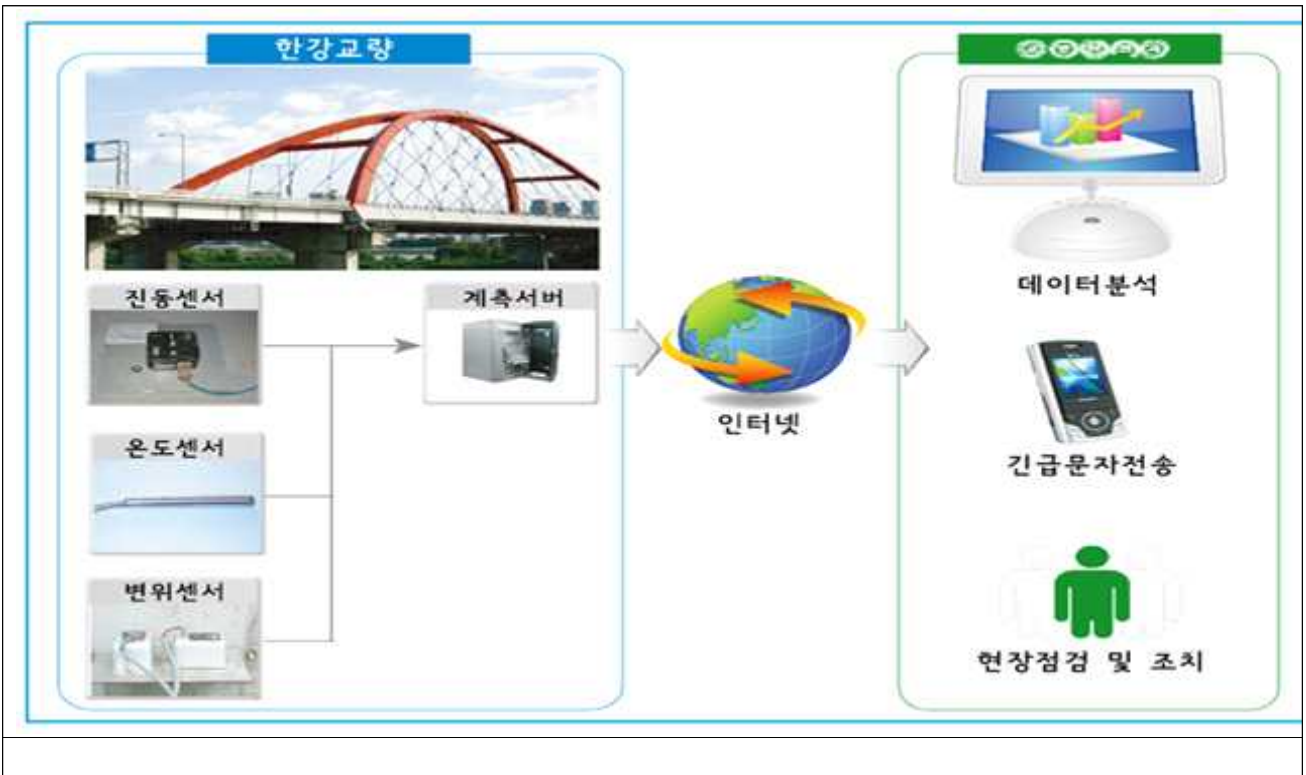 한강교량
진동센서
계측서버
온도센서
변위센서
인터넷
데이터분석
긴급문자전송
현장점검 및 조치